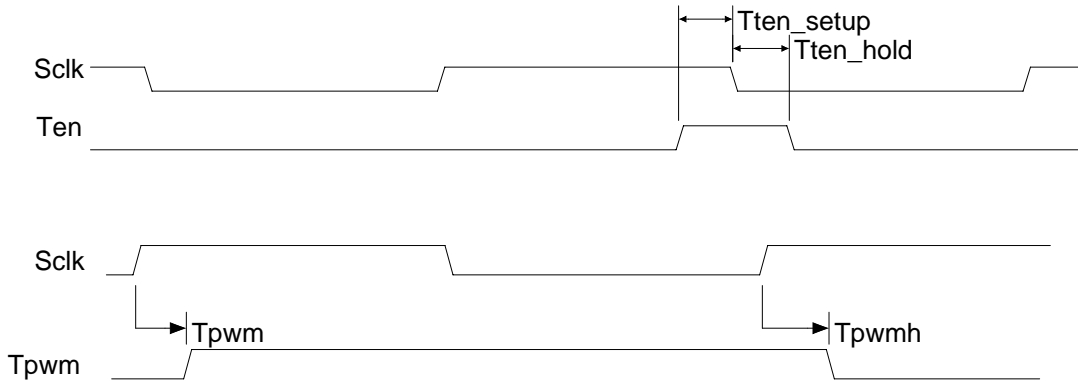 Tten_setup
Tten_hold
Sclk
Ten
Sclk
Tpwm
Tpwmh
Tpwm